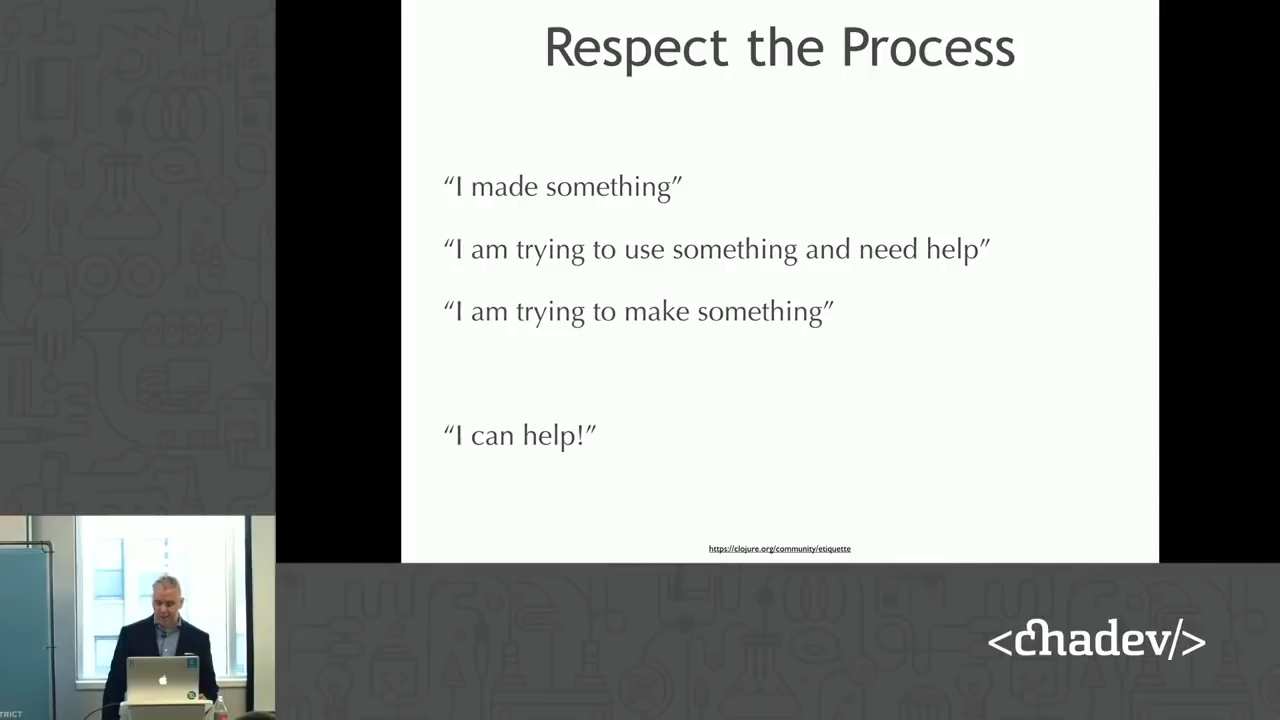 Respect the Process
“I made something”
“I am trying to use something and need help”
“I am trying to make something”
“I can help!”
https://clojure.org/community/etiquette
<chadev/>
TRICT